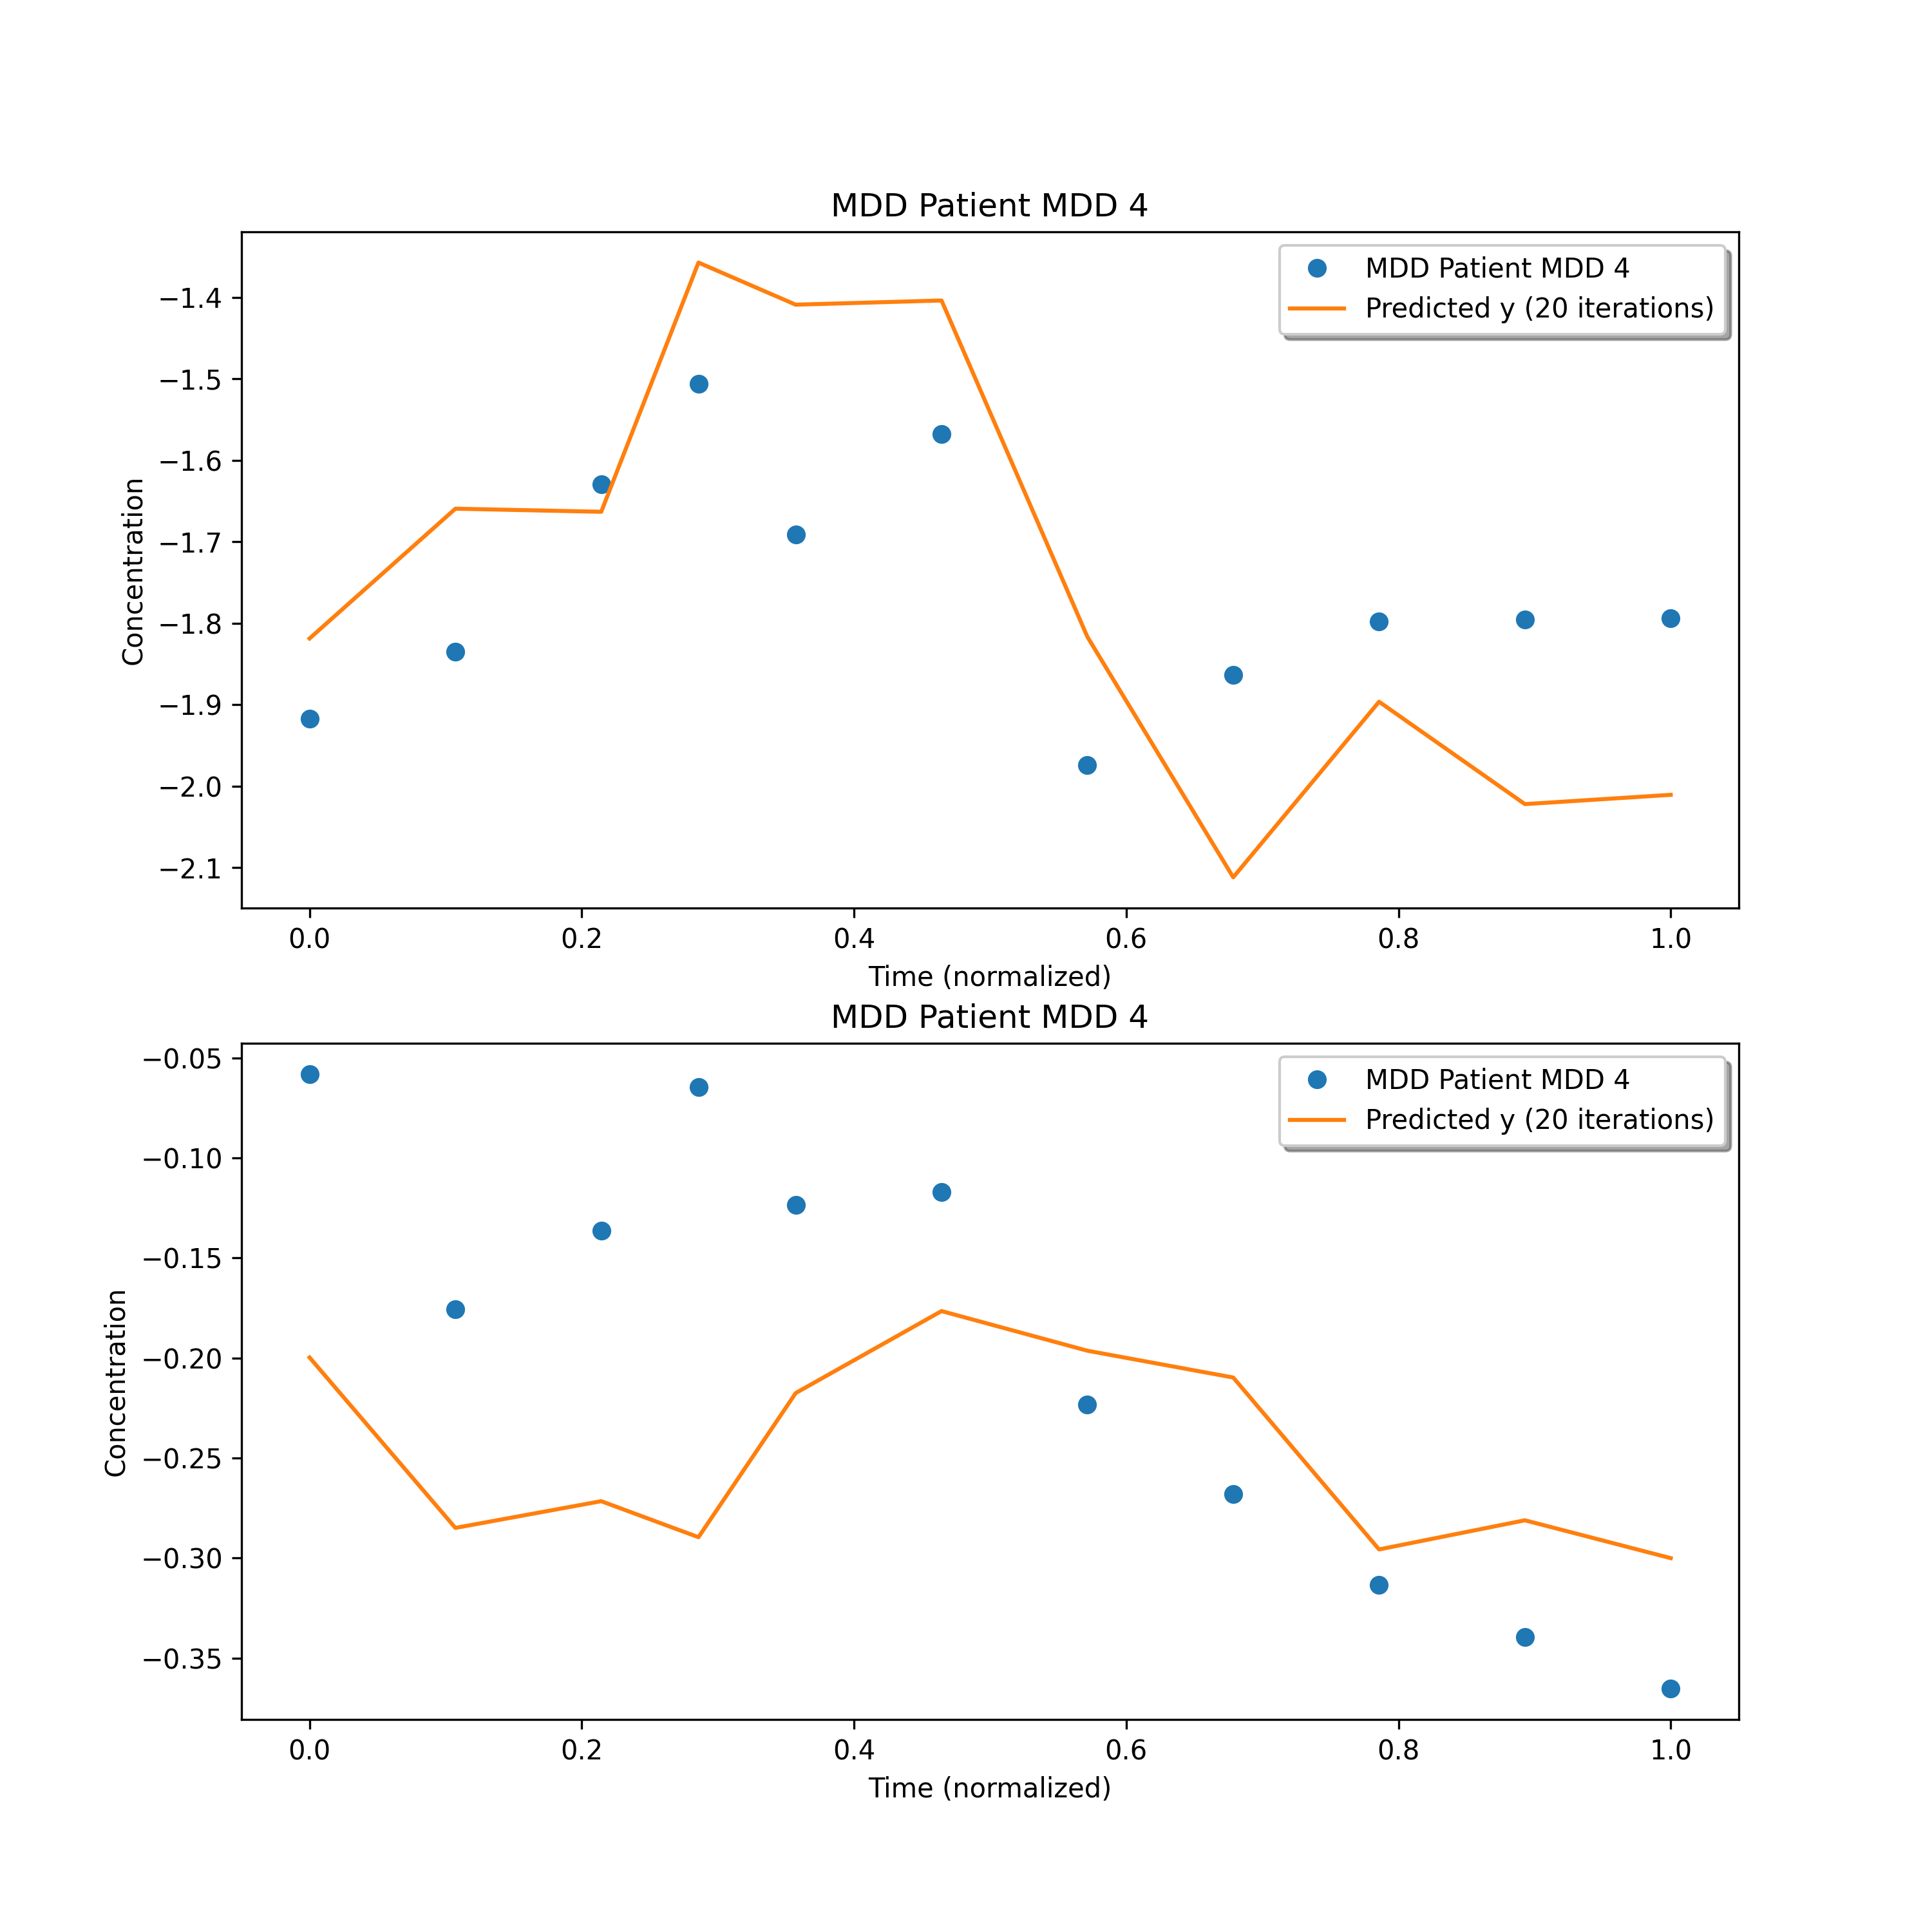 MDD Patient MDD 4
MDD Patient MDD 4
Predicted y (20 iterations)
Concentration
−1.4
−1.5
−1.6
−1.7
−1.8
−1.9
−2.0
−2.1
0.0 0.2 0.4 0.6 0.8 1.0
Time (normalized)
MDD Patient MDD 4
MDD Patient MDD 4
Predicted y (20 iterations)
Concentration
−0.05
−0.10
−0.15
−0.20
−0.25
−0.30
−0.35
0.0 0.2 0.4 0.6 0.8 1.0
Time (normalized)